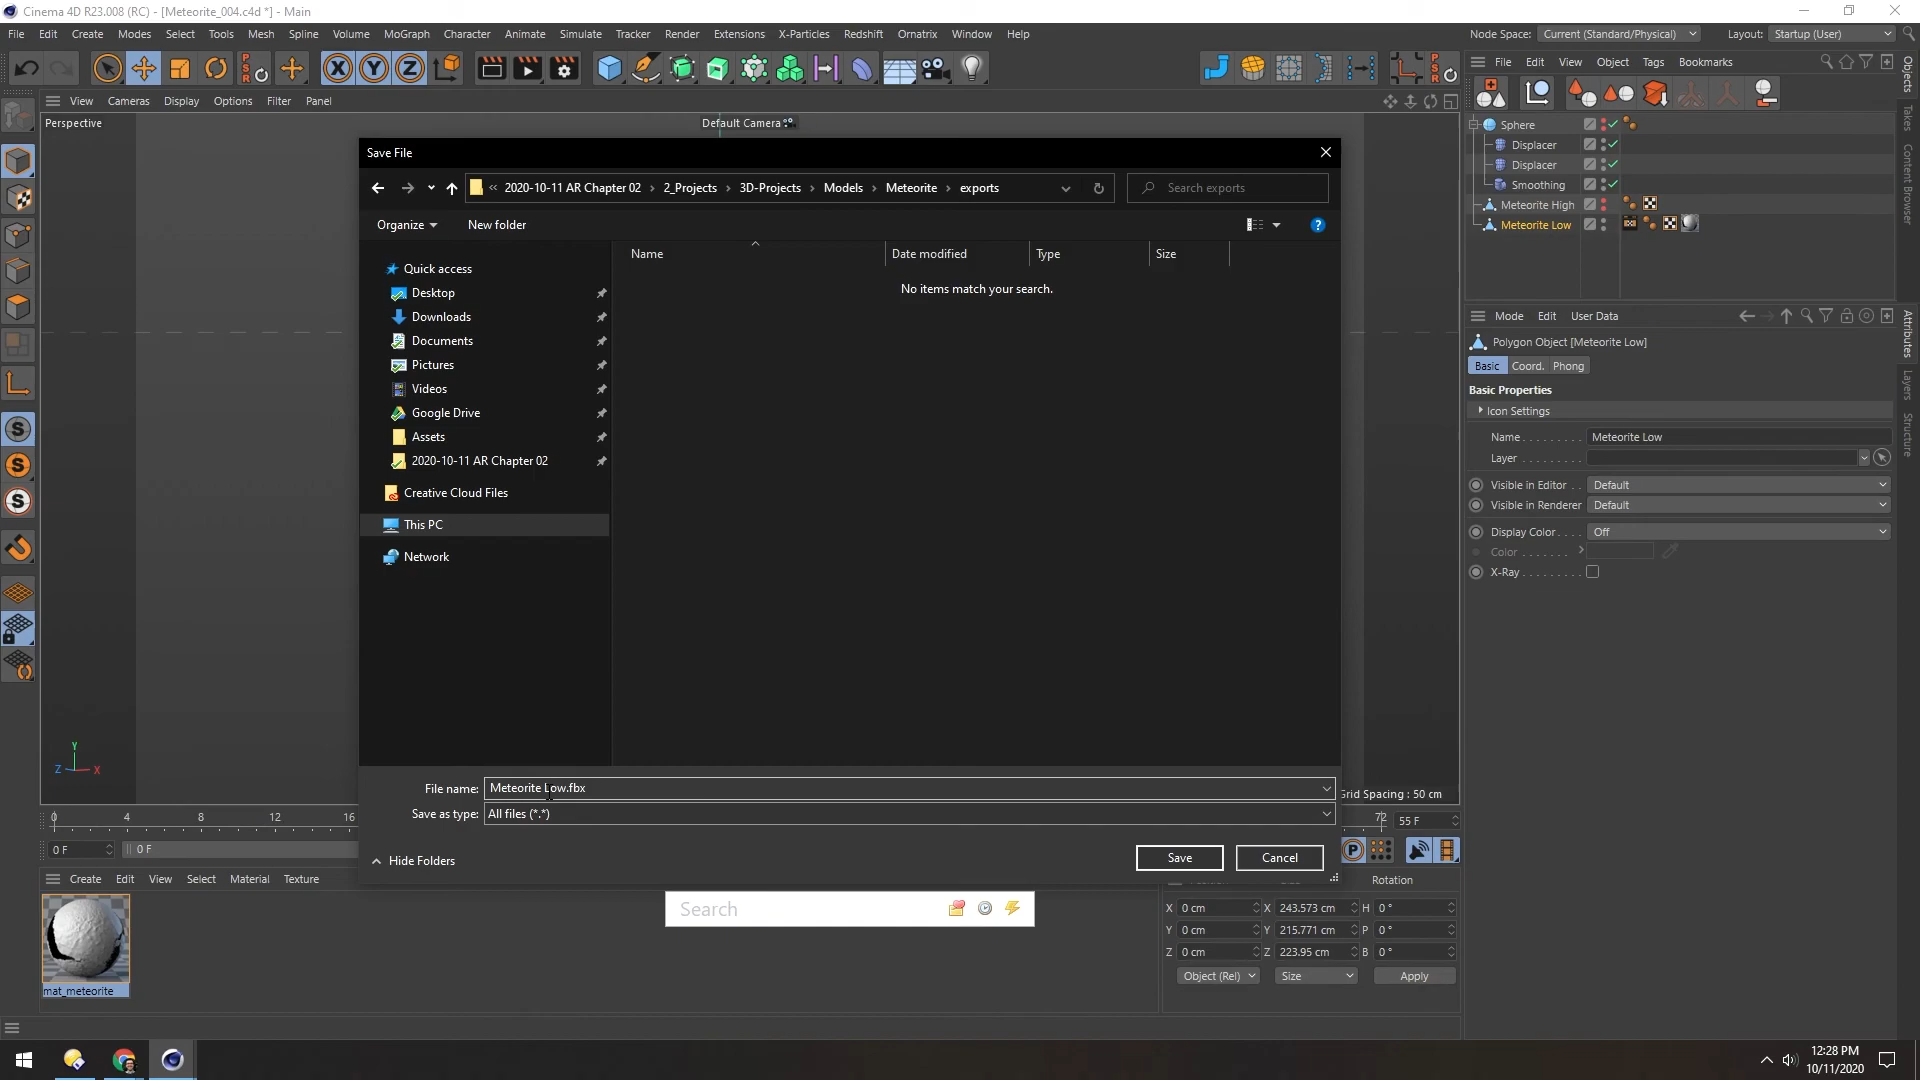 Cinema 4D R23.008 (RC) - [Meteorite_004.c4d *] - Main
File Edit Create Modes Select Tools Mesh Spline Volume MoGraph Character Animate Simulate Tracker Render Extensions X-Particles Redshift Ornatrix Window Help
Node Space: Current (Standard/Physical) Layout: Startup (User)
X Y Z
PSR
PSR
File Edit View Object Tags Bookmarks
View Cameras Display Options Filter Panel
Perspective
Default Camera
Sphere
Displacer
Displacer
Smoothing
Meteorite High
Meteorite Low
Objects
Takes
Content Browser
Attributes
Layers
Structure
Save File
« 2020-10-11 AR Chapter 02 › 2_Projects › 3D-Projects › Models › Meteorite › exports
Search exports
Organize New folder
Name Date modified Type Size
No items match your search.
Quick access
Desktop
Downloads
Documents
Pictures
Videos
Google Drive
Assets
2020-10-11 AR Chapter 02
Creative Cloud Files
This PC
Network
File name: Meteorite Low.fbx
Save as type: All files (*.*)
Hide Folders
Save Cancel
Mode Edit User Data
Polygon Object [Meteorite Low]
Basic Coord. Phong
Basic Properties
Icon Settings
Name . . . . . . . . . Meteorite Low
Layer . . . . . . . . .
Visible in Editor . . Default
Visible in Renderer Default
Display Color . . . . Off
Color . . . . . . .
X-Ray . . . . . . . . .
Y
Z X
Grid Spacing : 50 cm
0 4 8 12 16
72 55 F
0 F 0 F
Create Edit View Select Material Texture
mat_meteorite
Search
Rotation
X 0 cm X 243.573 cm H 0 °
Y 0 cm Y 215.771 cm P 0 °
Z 0 cm Z 223.95 cm B 0 °
Object (Rel) Size Apply
12:28 PM
10/11/2020